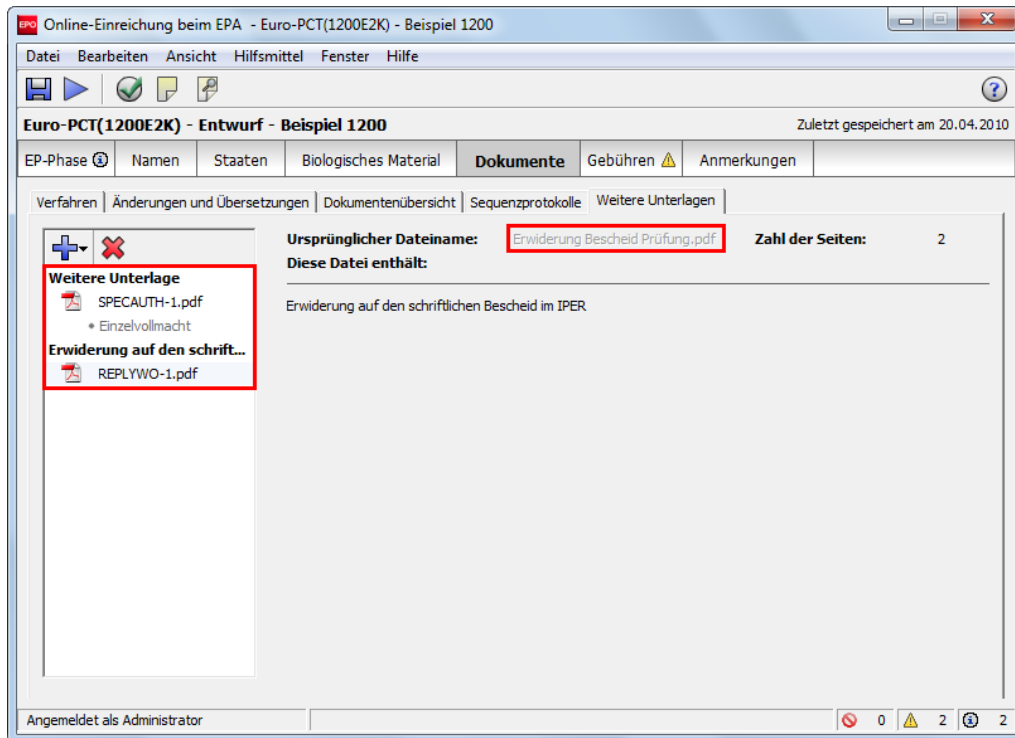 EPO Online-Einreichung beim EPA - Euro-PCT(1200E2K) - Beispiel 1200
Datei Bearbeiten Ansicht Hilfsmittel Fenster Hilfe
Euro-PCT(1200E2K) - Entwurf - Beispiel 1200 Zuletzt gespeichert am 20.04.2010
EP-Phase Namen Staaten Biologisches Material Dokumente Gebühren Anmerkungen
Verfahren Änderungen und Übersetzungen Dokumentenübersicht Sequenzprotokolle Weitere Unterlagen
Ursprünglicher Dateiname: Erwiderung Bescheid Prüfung.pdf Zahl der Seiten: 2
Diese Datei enthält:
Weitere Unterlage
SPECAUTH-1.pdf
• Einzelvollmacht
Erwiderung auf den schrift...
REPLYWO-1.pdf
Erwiderung auf den schriftlichen Bescheid im IPER
Angemeldet als Administrator 0 2 2